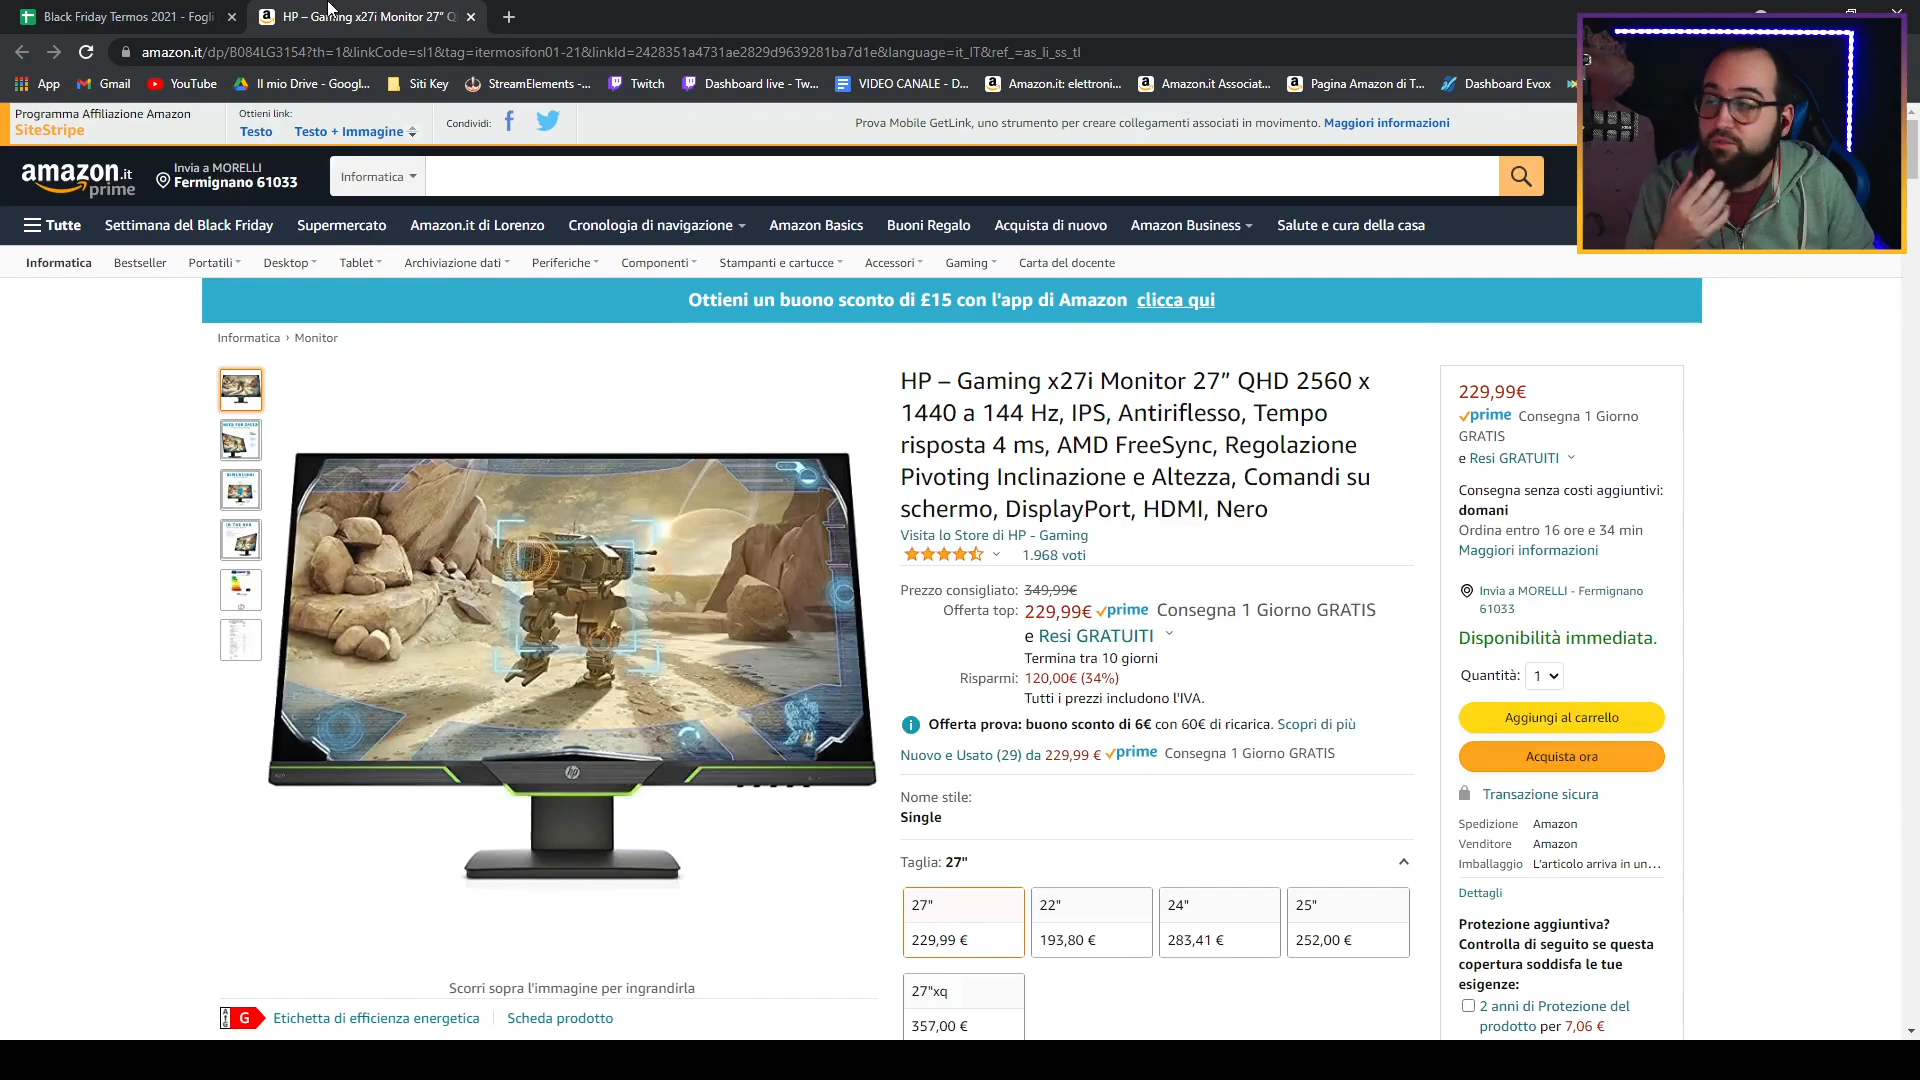 Black Friday Termos 2021 - Fogli
HP – Gaming x27i Monitor 27” Q
amazon.it/dp/B084LG3154?th=1&linkCode=sl1&tag=itermosifon01-21&linkId=2428351a4731ae2829d9639281ba7d1e&language=it_IT&ref_=as_li_ss_tl
App
Gmail
YouTube
Il mio Drive - Googl...
Siti Key
StreamElements -...
Twitch
Dashboard live - Tw...
VIDEO CANALE - D...
Amazon.it: elettroni...
Amazon.it Associat...
Pagina Amazon di T...
Dashboard Evox
Programma Affiliazione Amazon
SiteStripe
Ottieni link:
Testo
Testo + Immagine
Condividi:
Prova Mobile GetLink, uno strumento per creare collegamenti associati in movimento. Maggiori informazioni
amazon.it
prime
Invia a MORELLI
Fermignano 61033
Informatica
Tutte
Settimana del Black Friday
Supermercato
Amazon.it di Lorenzo
Cronologia di navigazione
Amazon Basics
Buoni Regalo
Acquista di nuovo
Amazon Business
Salute e cura della casa
Informatica
Bestseller
Portatili
Desktop
Tablet
Archiviazione dati
Periferiche
Componenti
Stampanti e cartucce
Accessori
Gaming
Carta del docente
Ottieni un buono sconto di £15 con l'app di Amazon clicca qui
Informatica › Monitor
HP – Gaming x27i Monitor 27” QHD 2560 x
1440 a 144 Hz, IPS, Antiriflesso, Tempo
risposta 4 ms, AMD FreeSync, Regolazione
Pivoting Inclinazione e Altezza, Comandi su
schermo, DisplayPort, HDMI, Nero
Visita lo Store di HP - Gaming
1.968 voti
Prezzo consigliato: 349,99€
Offerta top: 229,99€ prime Consegna 1 Giorno GRATIS
e Resi GRATUITI
Termina tra 10 giorni
Risparmi: 120,00€ (34%)
Tutti i prezzi includono l'IVA.
Offerta prova: buono sconto di 6€ con 60€ di ricarica. Scopri di più
Nuovo e Usato (29) da 229,99 € prime Consegna 1 Giorno GRATIS
Nome stile:
Single
Taglia: 27"
27"
229,99 €
22"
193,80 €
24"
283,41 €
25"
252,00 €
27"xq
357,00 €
hp
Scorri sopra l'immagine per ingrandirla
G
Etichetta di efficienza energetica
Scheda prodotto
229,99€
prime Consegna 1 Giorno
GRATIS
e Resi GRATUITI
Consegna senza costi aggiuntivi:
domani
Ordina entro 16 ore e 34 min
Maggiori informazioni
Invia a MORELLI - Fermignano
61033
Disponibilità immediata.
Quantità: 1
Aggiungi al carrello
Acquista ora
Transazione sicura
Spedizione Amazon
Venditore Amazon
Imballaggio L'articolo arriva in un…
Dettagli
Protezione aggiuntiva?
Controlla di seguito se questa
copertura soddisfa le tue
esigenze:
2 anni di Protezione del
prodotto per 7,06 €